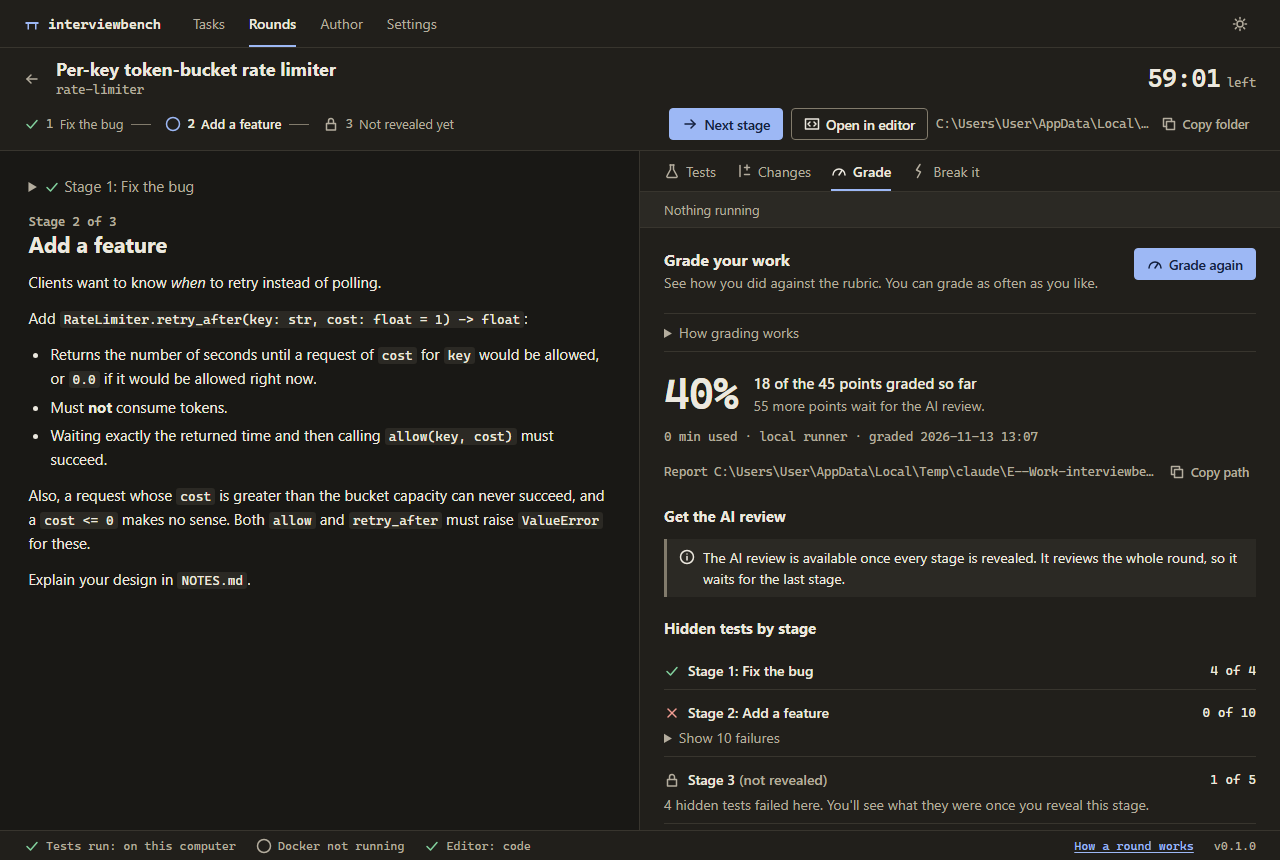 interviewbench Tasks Rounds Author Settings
Per-key token-bucket rate limiter
rate-limiter
59:01 left
1 Fix the bug 2 Add a feature 3 Not revealed yet
Next stage Open in editor C:\Users\User\AppData\Local\… Copy folder
Stage 1: Fix the bug
Stage 2 of 3
Add a feature
Clients want to know when to retry instead of polling.
Add RateLimiter.retry_after(key: str, cost: float = 1) -> float:
• Returns the number of seconds until a request of cost for key would be allowed,
or 0.0 if it would be allowed right now.
• Must not consume tokens.
• Waiting exactly the returned time and then calling allow(key, cost) must
succeed.
Also, a request whose cost is greater than the bucket capacity can never succeed, and
a cost <= 0 makes no sense. Both allow and retry_after must raise ValueError
for these.
Explain your design in NOTES.md.
Tests Changes Grade Break it
Nothing running
Grade your work
See how you did against the rubric. You can grade as often as you like.
Grade again
How grading works
40% 18 of the 45 points graded so far
55 more points wait for the AI review.
0 min used · local runner · graded 2026-11-13 13:07
Report C:\Users\User\AppData\Local\Temp\claude\E--Work-interviewbe… Copy path
Get the AI review
The AI review is available once every stage is revealed. It reviews the whole round, so it
waits for the last stage.
Hidden tests by stage
Stage 1: Fix the bug 4 of 4
Stage 2: Add a feature 0 of 10
Show 10 failures
Stage 3 (not revealed) 1 of 5
4 hidden tests failed here. You'll see what they were once you reveal this stage.
Tests run: on this computer Docker not running Editor: code How a round works v0.1.0